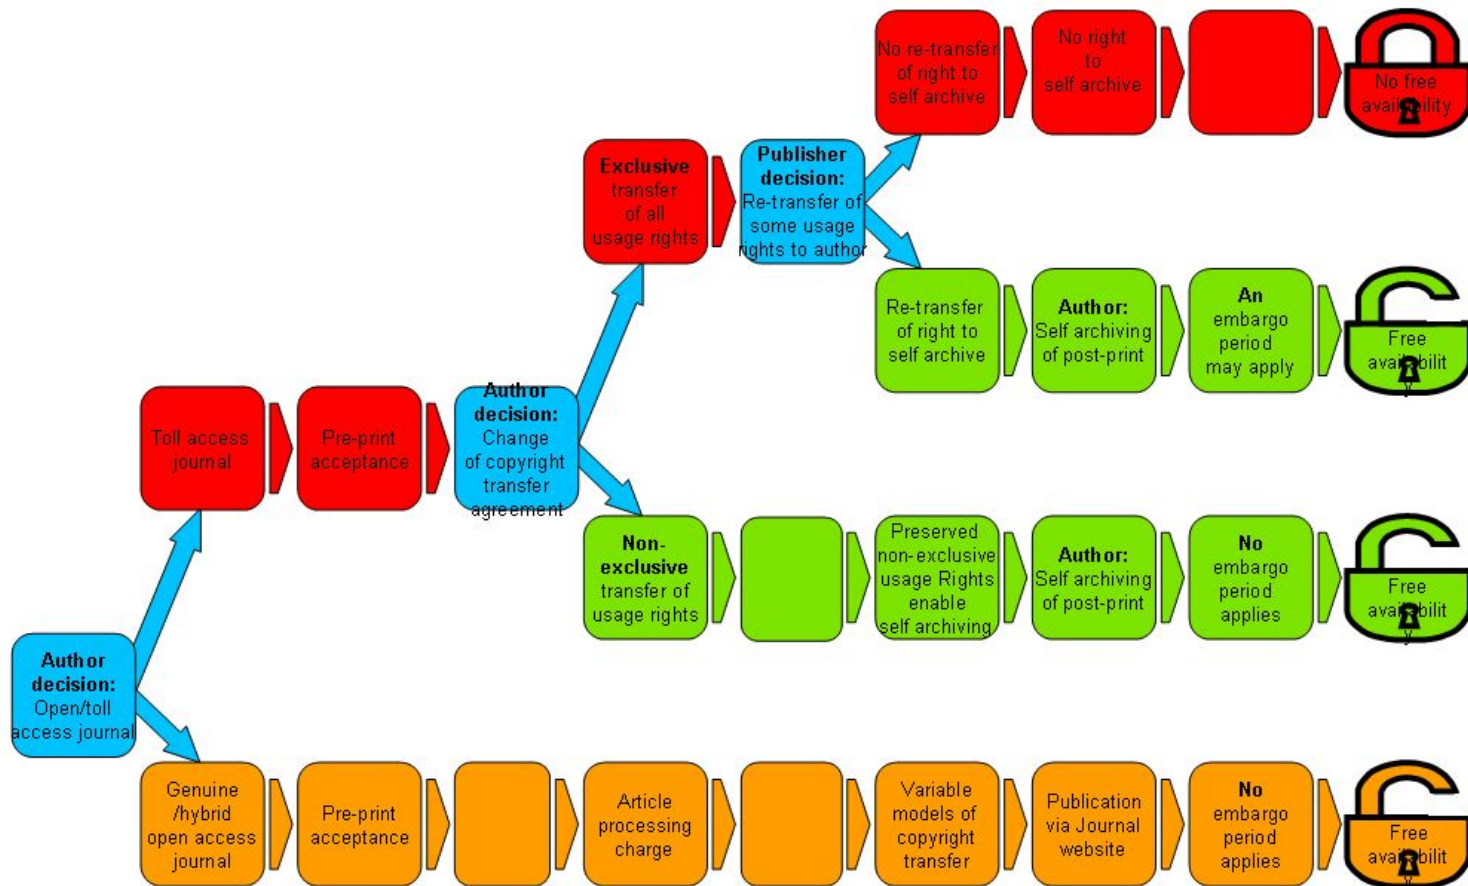 No re-transfer
of right to
self archive
No right
to
self archive
No free
availability
Exclusive
transfer
of all
usage rights
Publisher
decision:
Re-transfer of
some usage
rights to author
Re-transfer
of right to
self archive
Author:
Self archiving
of post-print
An
embargo
period
may apply
Free
availabilit
y
Toll access
journal
Pre-print
acceptance
Author
decision:
Change
of copyright
transfer
agreement
Non-
exclusive
transfer of
usage rights
Preserved
non-exclusive
usage Rights
enable
self archiving
Author:
Self archiving
of post-print
No
embargo
period
applies
Free
availabilit
y
Author
decision:
Open/toll
access journal
Genuine
/hybrid
open access
journal
Pre-print
acceptance
Article
processing
charge
Variable
models of
copyright
transfer
Publication
via Journal
website
No
embargo
period
applies
Free
availabilit
y